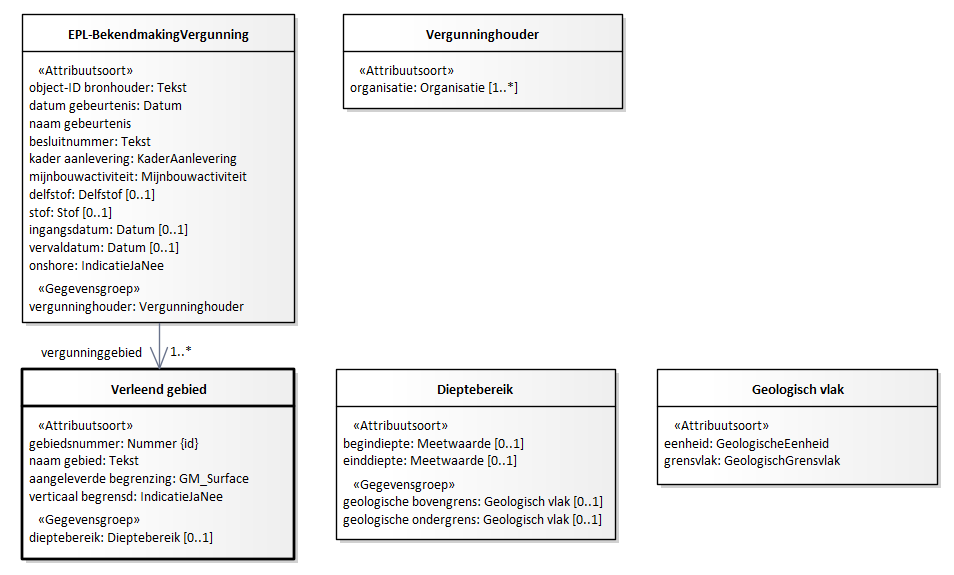 EPL-BekendmakingVergunning
«Attribuutsoort»
object-ID bronhouder: Tekst
datum gebeurtenis: Datum
naam gebeurtenis
besluitnummer: Tekst
kader aanlevering: KaderAanlevering
mijnbouwactiviteit: Mijnbouwactiviteit
delfstof: Delfstof [0..1]
stof: Stof [0..1]
ingangsdatum: Datum [0..1]
vervaldatum: Datum [0..1]
onshore: IndicatieJaNee
«Gegevensgroep»
vergunninghouder: Vergunninghouder
Vergunninghouder
«Attribuutsoort»
organisatie: Organisatie [1..*]
vergunninggebied
1..*
Verleend gebied
«Attribuutsoort»
gebiedsnummer: Nummer {id}
naam gebied: Tekst
aangeleverde begrenzing: GM_Surface
verticaal begrensd: IndicatieJaNee
«Gegevensgroep»
dieptebereik: Dieptebereik [0..1]
Dieptebereik
«Attribuutsoort»
begindiepte: Meetwaarde [0..1]
einddiepte: Meetwaarde [0..1]
«Gegevensgroep»
geologische bovengrens: Geologisch vlak [0..1]
geologische ondergrens: Geologisch vlak [0..1]
Geologisch vlak
«Attribuutsoort»
eenheid: GeologischeEenheid
grensvlak: GeologischGrensvlak